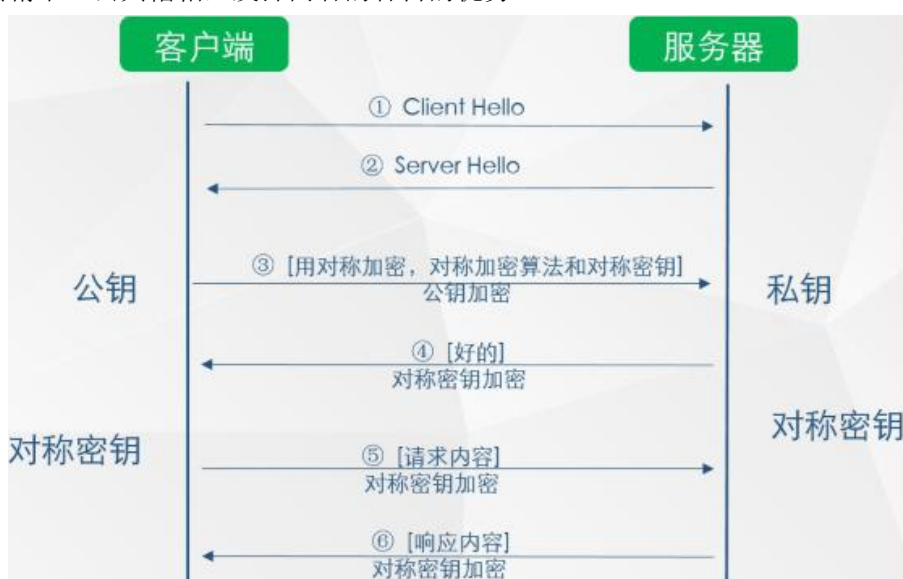 客户端
服务器
① Client Hello
② Server Hello
③ [用对称加密，对称加密算法和对称密钥]
公钥加密
公钥
私钥
④ [好的]
对称密钥加密
对称密钥
对称密钥
⑤ [请求内容]
对称密钥加密
⑥ [响应内容]
对称密钥加密